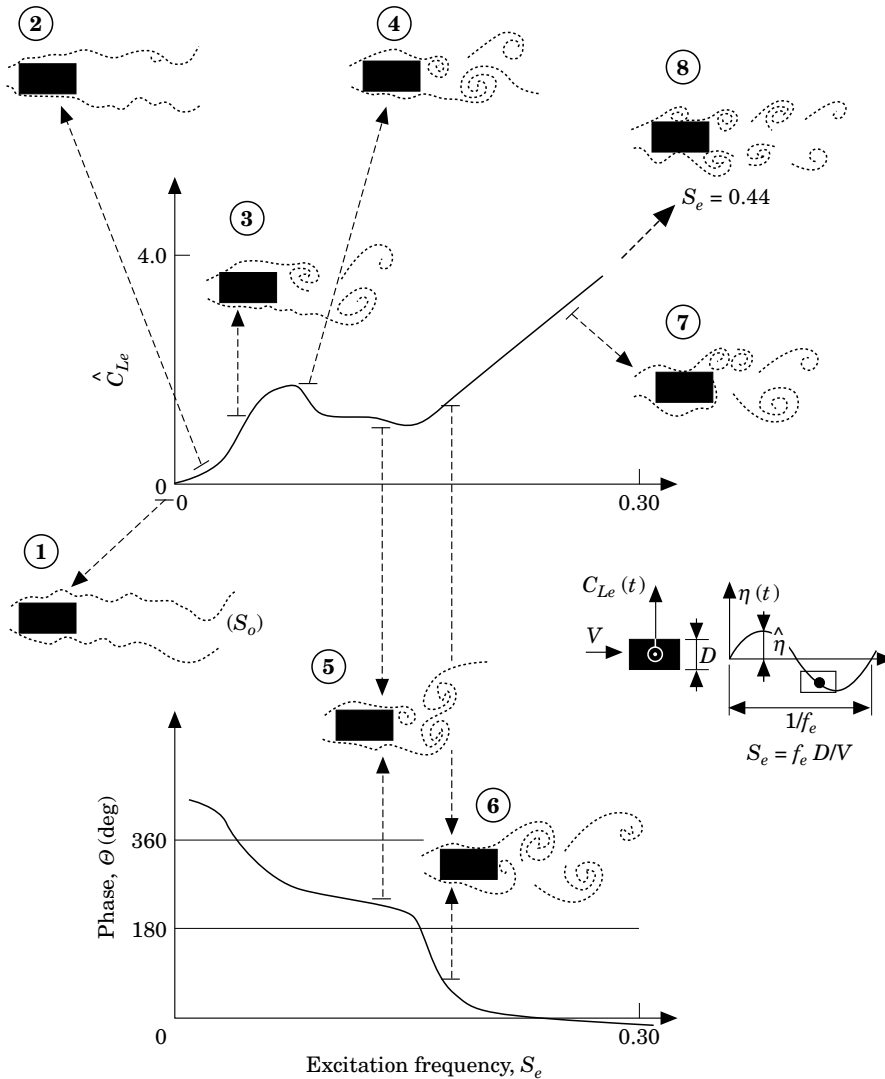 2
4
8
S_e = 0.44
3
4.0
7
Ĉ_Le
0
0
0.30
1
(S_o)
C_Le (t)
η (t)
V
D
η̂
5
1/f_e
S_e = f_e D/V
6
Phase, Θ (deg)
360
180
0
0.30
Excitation frequency, S_e